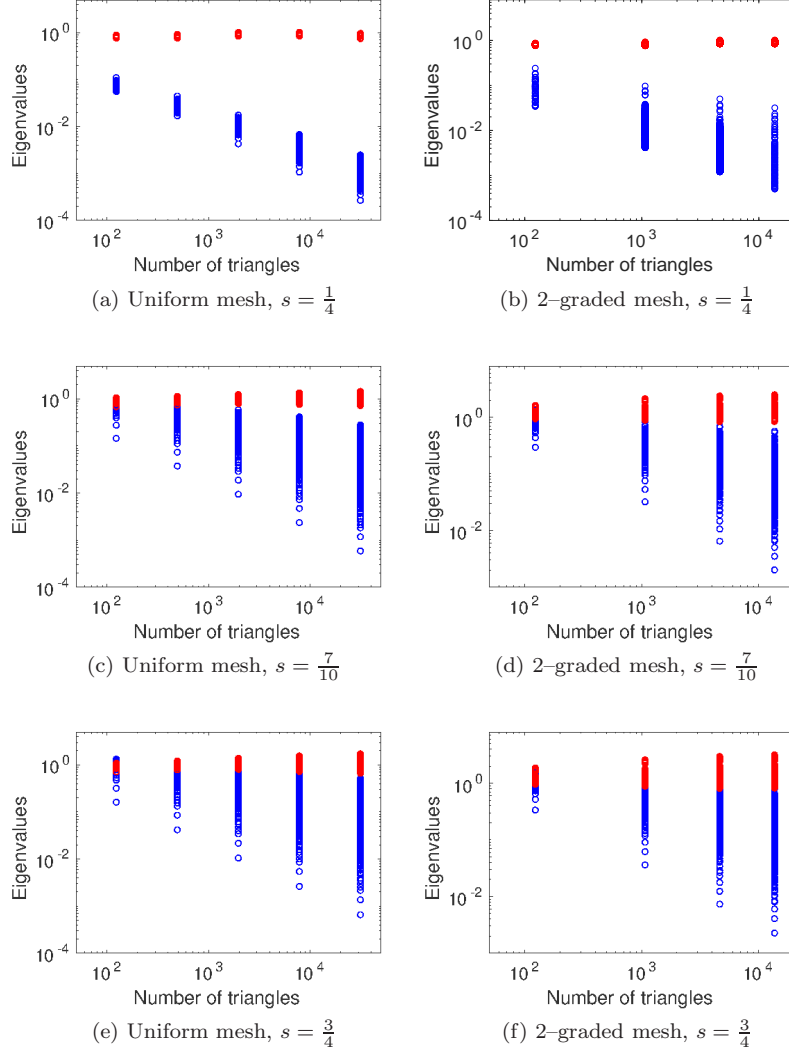 10^0
10^-2
10^-4
Eigenvalues
10^2
10^3
10^4
Number of triangles
(a) Uniform mesh, s = 1/4
10^0
10^-2
10^-4
Eigenvalues
10^2
10^3
10^4
Number of triangles
(b) 2–graded mesh, s = 1/4
10^0
10^-2
10^-4
Eigenvalues
10^2
10^3
10^4
Number of triangles
(c) Uniform mesh, s = 7/10
10^0
10^-2
Eigenvalues
10^2
10^3
10^4
Number of triangles
(d) 2–graded mesh, s = 7/10
10^0
10^-2
10^-4
Eigenvalues
10^2
10^3
10^4
Number of triangles
(e) Uniform mesh, s = 3/4
10^0
10^-2
Eigenvalues
10^2
10^3
10^4
Number of triangles
(f) 2–graded mesh, s = 3/4